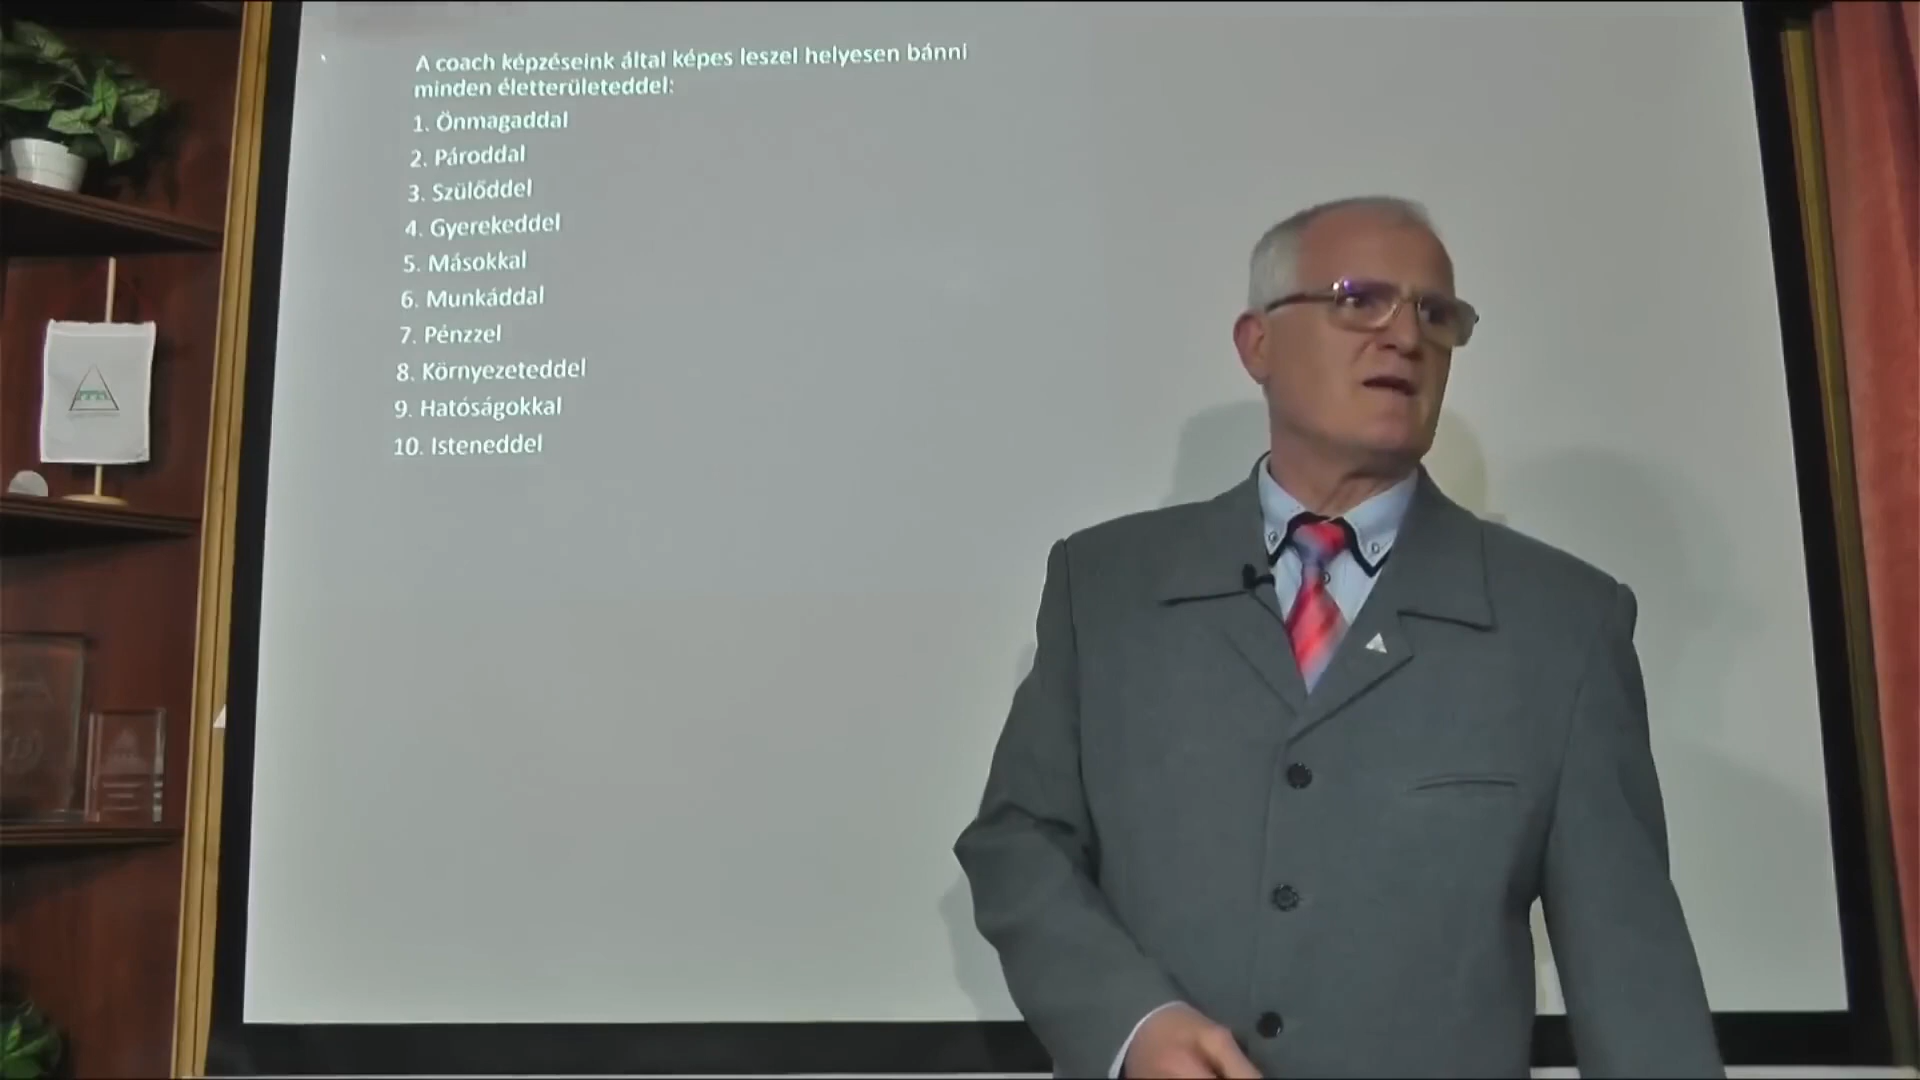 A coach képzéseink által képes leszel helyesen bánni
minden életterületeddel:
1. Önmagaddal
2. Pároddal
3. Szülőddel
4. Gyerekeddel
5. Másokkal
6. Munkáddal
7. Pénzzel
8. Környezeteddel
9. Hatóságokkal
10. Isteneddel